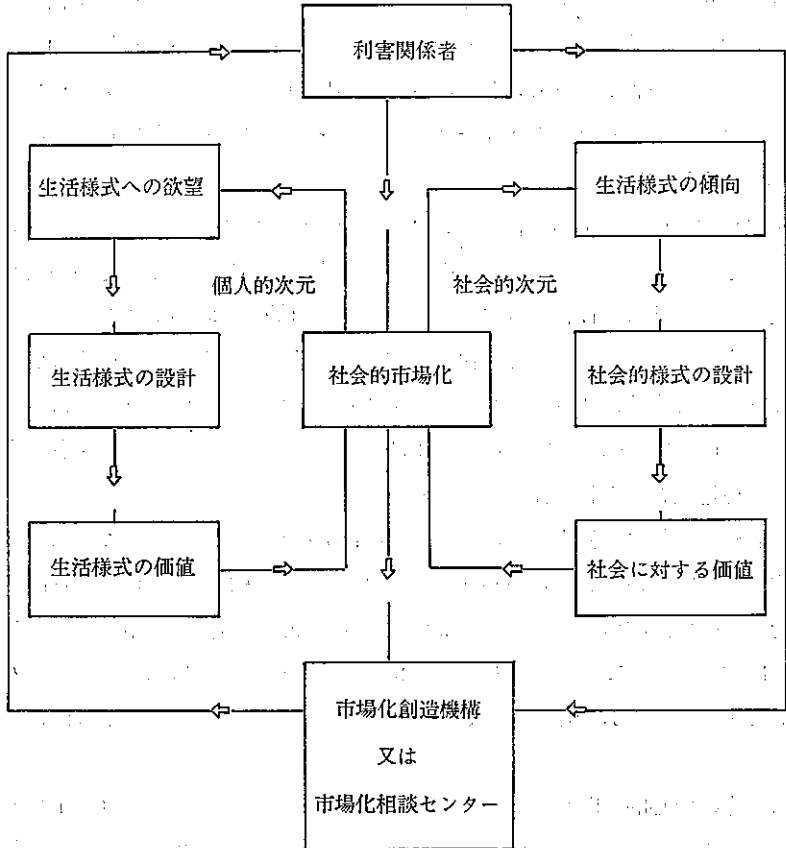 利害関係者
生活様式への欲望
生活様式の傾向
個人的次元
社会的次元
生活様式の設計
社会的市場化
社会的様式の設計
生活様式の価値
社会に対する価値
市場化創造機構
又は
市場化相談センター